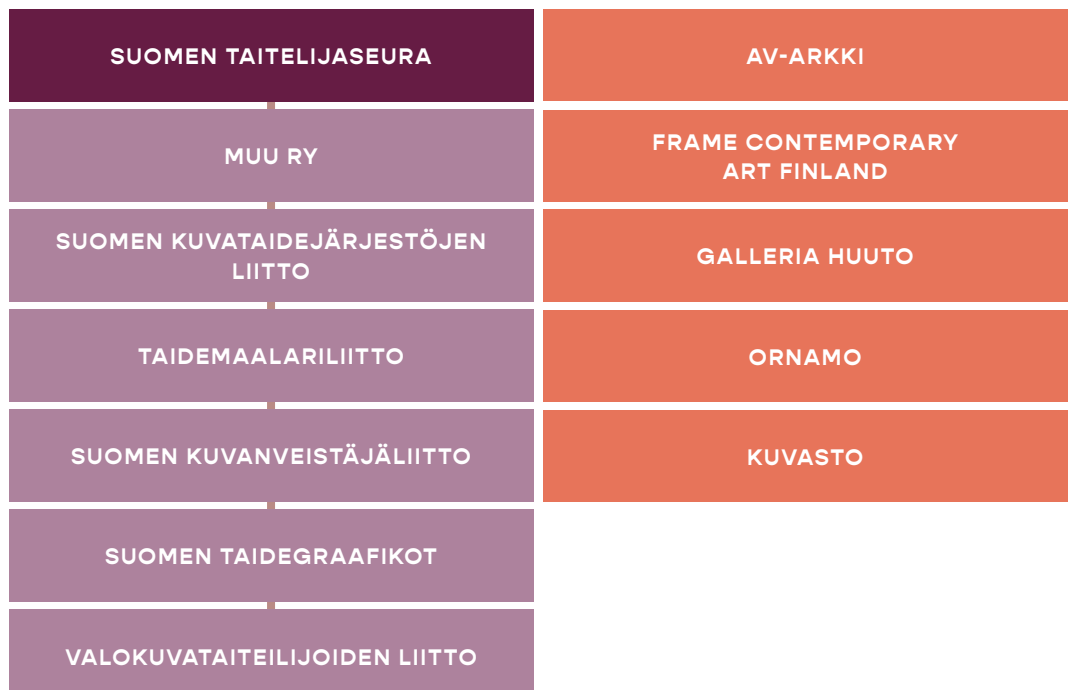 SUOMEN TAITELIJASEURA
MUU RY
SUOMEN KUVATAIDEJÄRJESTÖJEN
LIITTO
TAIDEMAALARILIITTO
SUOMEN KUVANVEISTÄJÄLIITTO
SUOMEN TAIDEGRAAFIKOT
VALOKUVATAITEILIJOIDEN LIITTO
AV-ARKKI
FRAME CONTEMPORARY
ART FINLAND
GALLERIA HUUTO
ORNAMO
KUVASTO